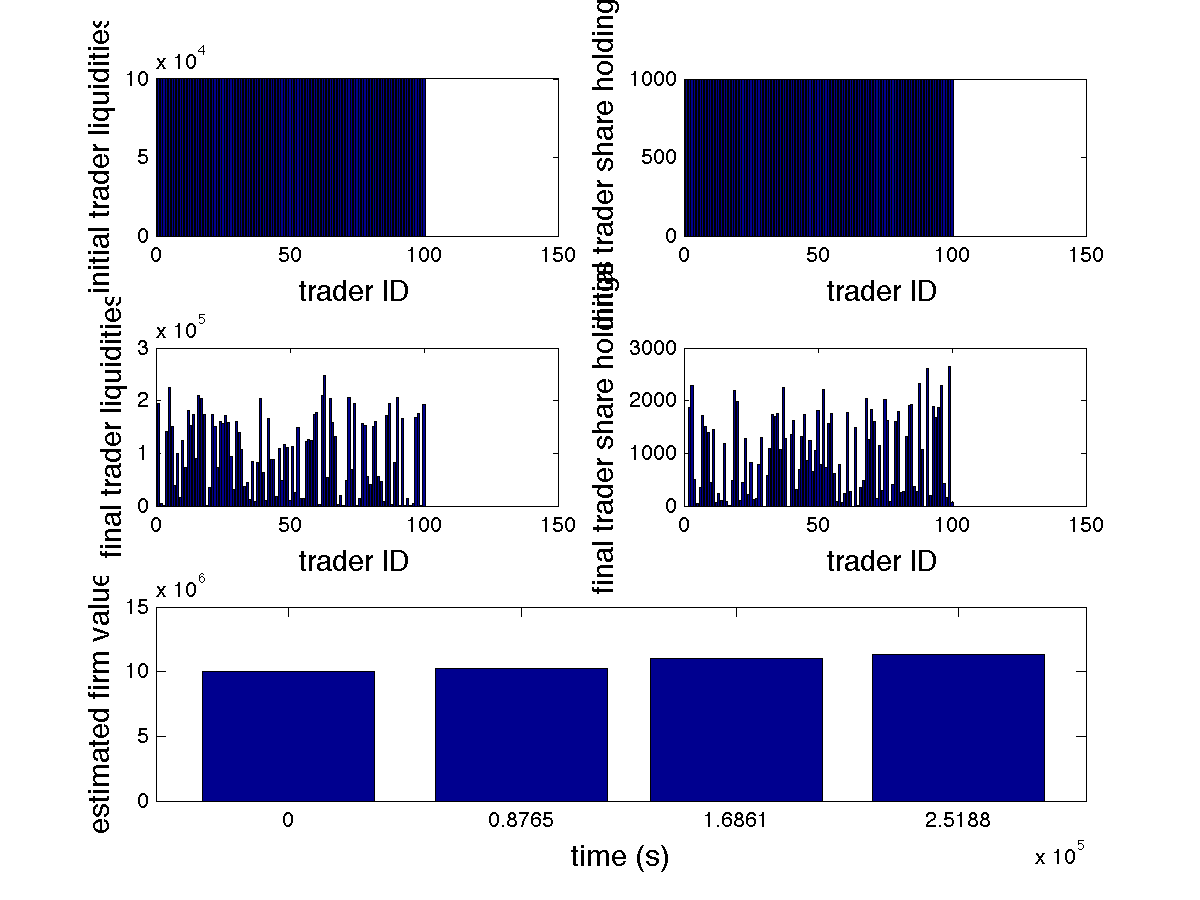 initial trader liquidities
x 10^4
10
5
0
0 50 100 150
trader ID
trader share holding
1000
500
0
0 50 100 150
trader ID
final trader liquidities
x 10^5
3
2
1
0
0 50 100 150
trader ID
final trader share holdings
3000
2000
1000
0
0 50 100 150
trader ID
estimated firm value
x 10^6
15
10
5
0
0 0.8765 1.6861 2.5188
time (s)
x 10^5